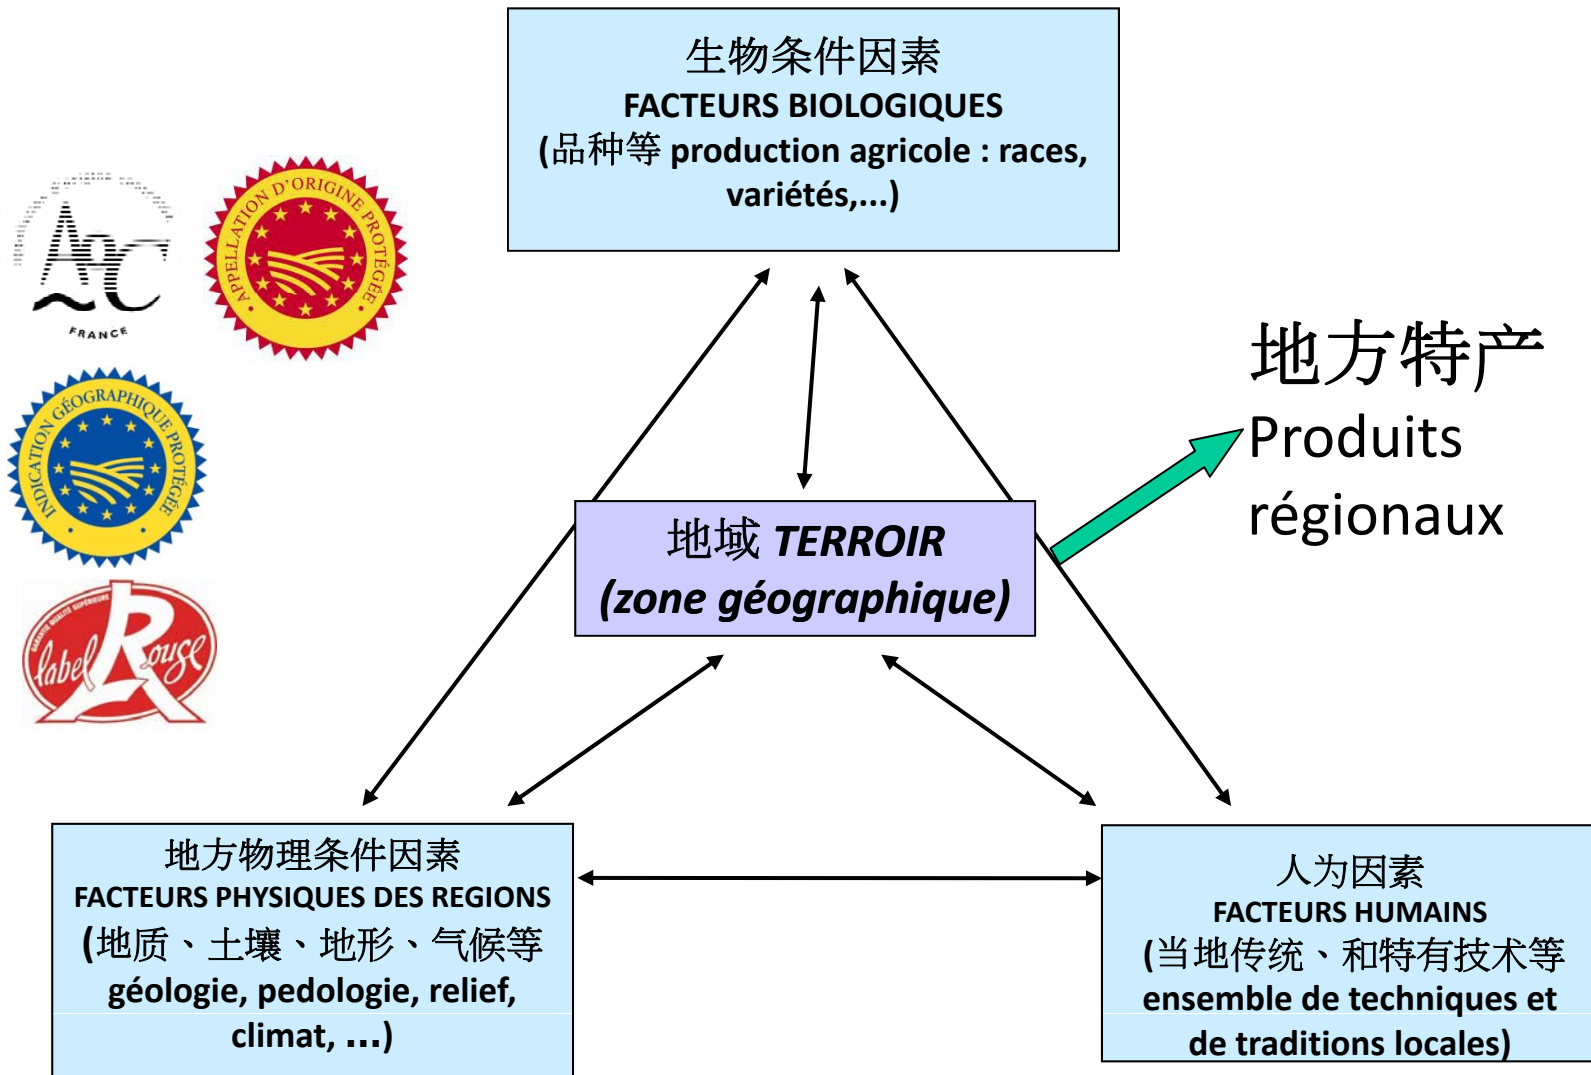 生物条件因素
FACTEURS BIOLOGIQUES
(品种等 production agricole : races,
variétés,...)
AOC
FRANCE
APPELLATION D'ORIGINE PROTÉGÉE
INDICATION GÉOGRAPHIQUE PROTÉGÉE
GARANTIE QUALITÉ SUPÉRIEURE
label Rouge
地方特产
Produits
régionaux
地域 TERROIR
(zone géographique)
地方物理条件因素
FACTEURS PHYSIQUES DES REGIONS
(地质、土壤、地形、气候等
géologie, pedologie, relief,
climat, ...)
人为因素
FACTEURS HUMAINS
(当地传统、和特有技术等
ensemble de techniques et
de traditions locales)